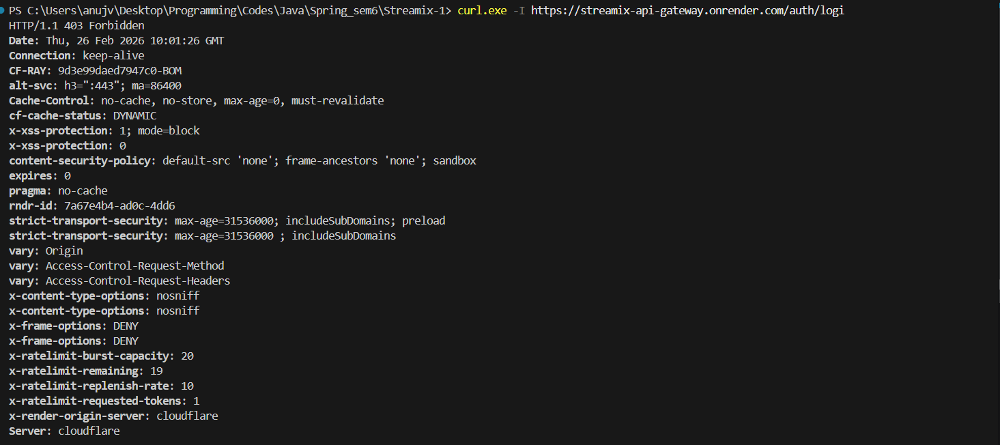 PS C:\Users\anujv\Desktop\Programming\Codes\Java\Spring_sem6\Streamix-1> curl.exe -I https://streamix-api-gateway.onrender.com/auth/logi
HTTP/1.1 403 Forbidden
Date: Thu, 26 Feb 2026 10:01:26 GMT
Connection: keep-alive
CF-RAY: 9d3e99daed7947c0-BOM
alt-svc: h3=":443"; ma=86400
Cache-Control: no-cache, no-store, max-age=0, must-revalidate
cf-cache-status: DYNAMIC
x-xss-protection: 1; mode=block
x-xss-protection: 0
content-security-policy: default-src 'none'; frame-ancestors 'none'; sandbox
expires: 0
pragma: no-cache
rndr-id: 7a67e4b4-ad0c-4dd6
strict-transport-security: max-age=31536000; includeSubDomains; preload
strict-transport-security: max-age=31536000 ; includeSubDomains
vary: Origin
vary: Access-Control-Request-Method
vary: Access-Control-Request-Headers
x-content-type-options: nosniff
x-content-type-options: nosniff
x-frame-options: DENY
x-frame-options: DENY
x-ratelimit-burst-capacity: 20
x-ratelimit-remaining: 19
x-ratelimit-replenish-rate: 10
x-ratelimit-requested-tokens: 1
x-render-origin-server: cloudflare
Server: cloudflare